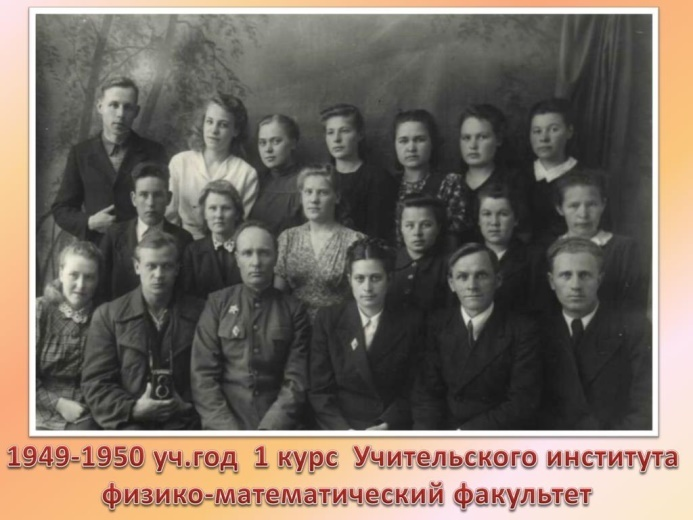 1949-1950 уч.год 1 курс Учительского института
физико-математический факультет